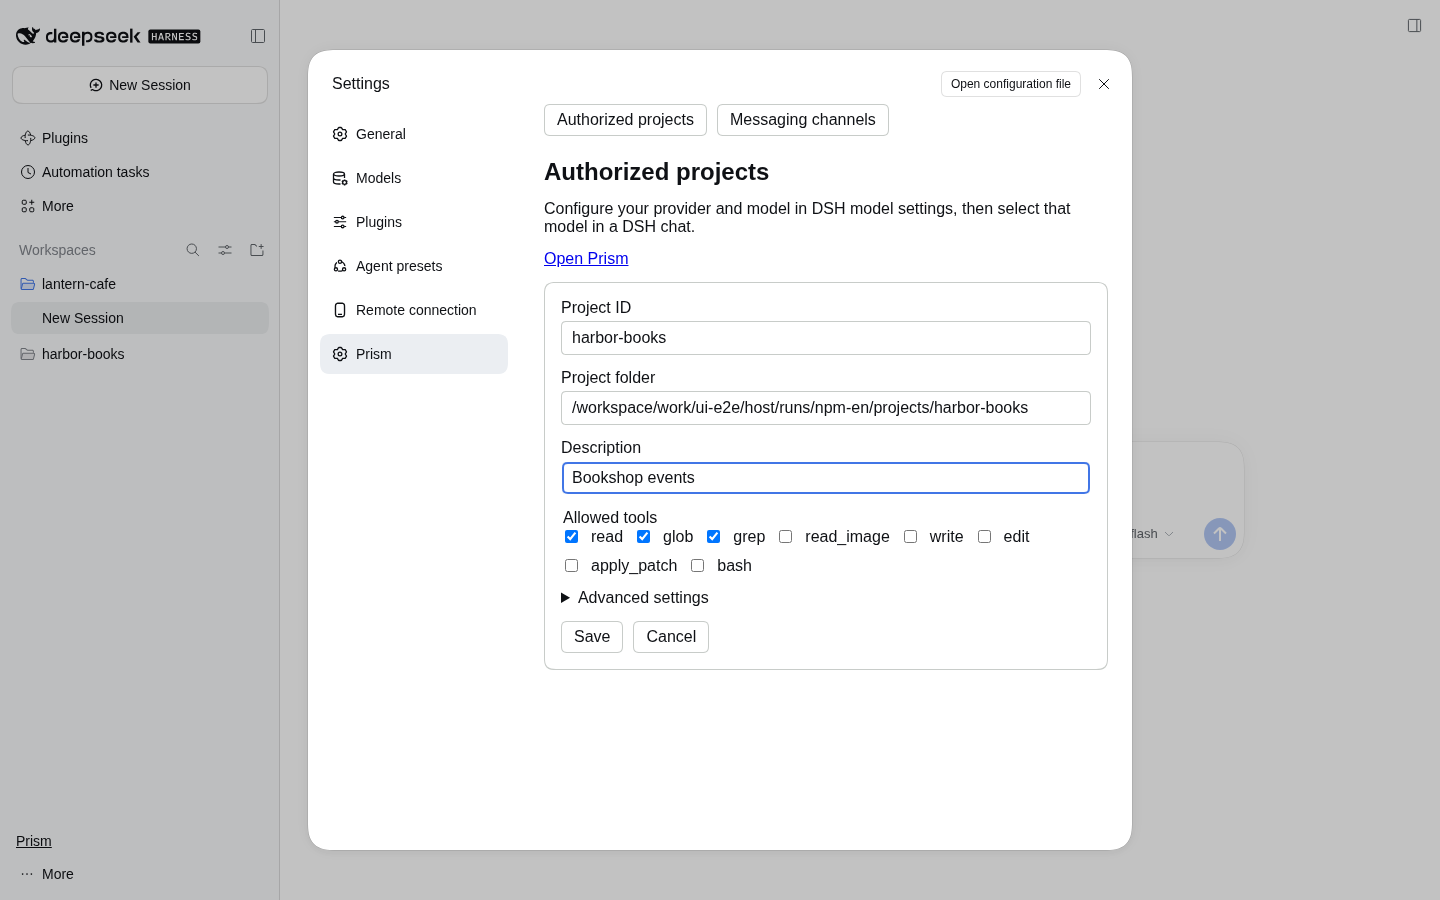 deepseek HARNESS
New Session
Plugins
Automation tasks
More
Workspaces
lantern-cafe
New Session
harbor-books
Prism
More
Settings
Open configuration file
General
Models
Plugins
Agent presets
Remote connection
Prism
Authorized projects
Messaging channels
Authorized projects
Configure your provider and model in DSH model settings, then select that
model in a DSH chat.
Open Prism
Project ID
harbor-books
Project folder
/workspace/work/ui-e2e/host/runs/npm-en/projects/harbor-books
Description
Bookshop events
Allowed tools
read glob grep read_image write edit
apply_patch bash
Advanced settings
Save Cancel